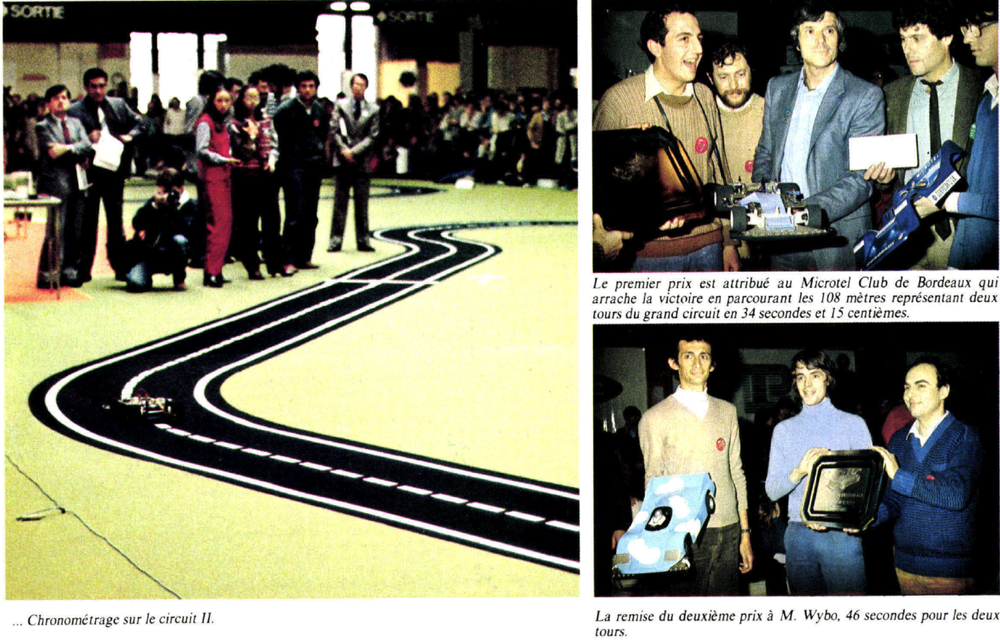 SORTIE
SORTIE
... Chronométrage sur le circuit II.
MICROTEL
Le premier prix est attribué au Microtel Club de Bordeaux qui
arrache la victoire en parcourant les 108 mètres représentant deux
tours du grand circuit en 34 secondes et 15 centièmes.
La remise du deuxième prix à M. Wybo, 46 secondes pour les deux
tours.